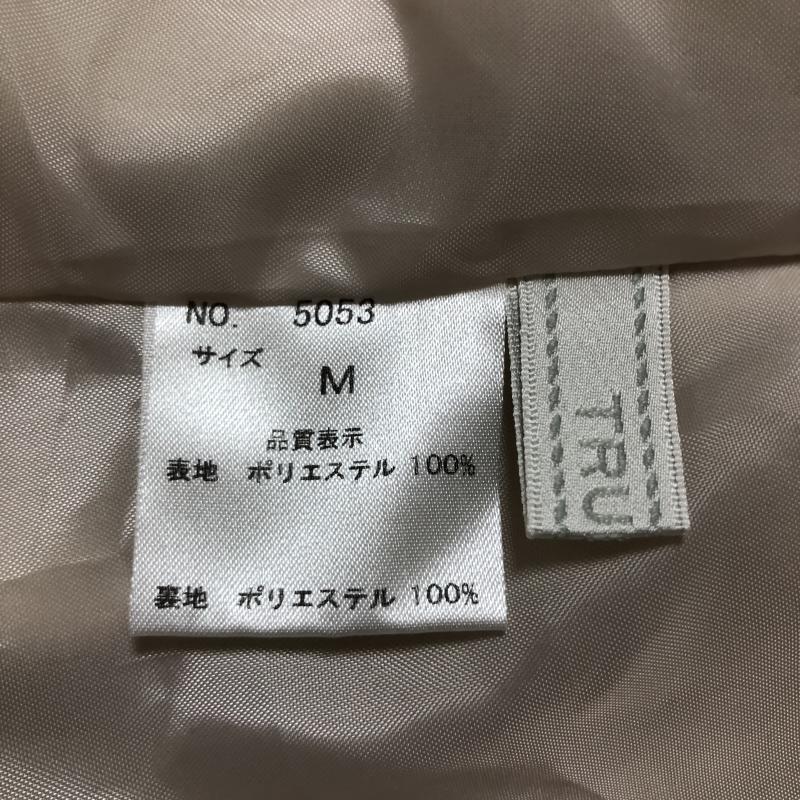 NO. 5053
サイズ
M
品質表示
表地 ポリエステル 100%
裏地 ポリエステル 100%
TRU